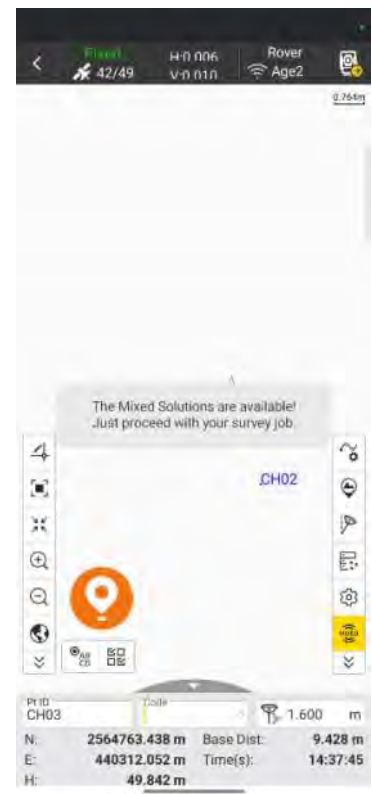 Fixed H:0.006 Rover
42/49 V:0.010 Age2
0.764m
The Mixed Solutions are available!
Just proceed with your survey job.
CH02
Pt ID Code
CH03 1.600 m
N: 2564763.438 m Base Dist: 9.428 m
E: 440312.052 m Time(s): 14:37:45
H: 49.842 m